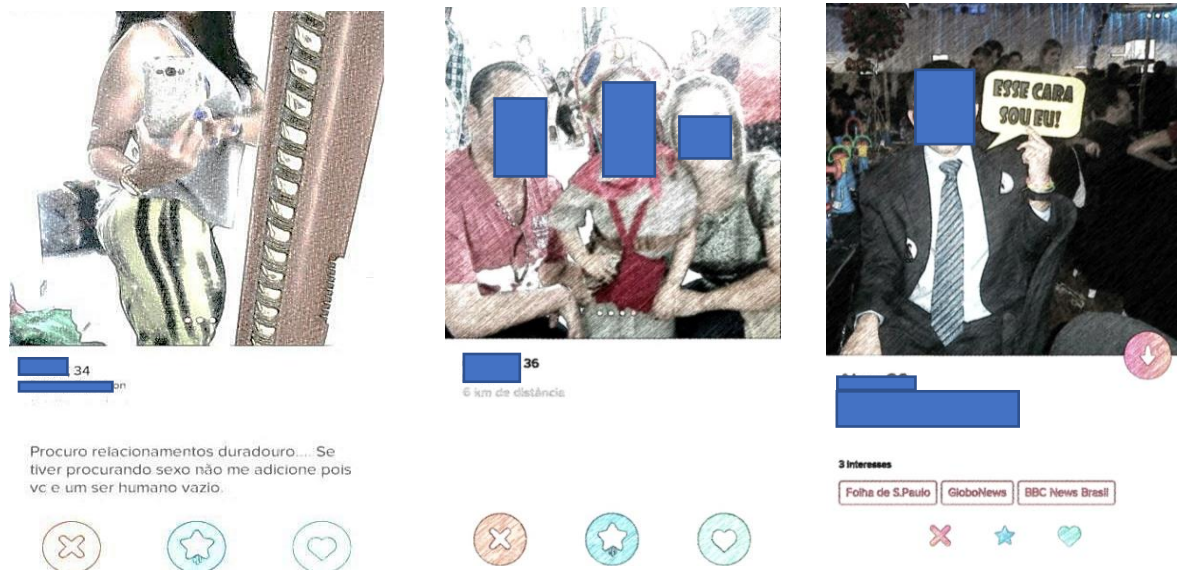 , 34
Procuro relacionamentos duradouro.... Se
tiver procurando sexo não me adicione pois
vc e um ser humano vazio.
36
6 km de distância
ESSE CARA
SOU EU!
3 Interesses
Folha de S.Paulo
GloboNews
BBC News Brasil